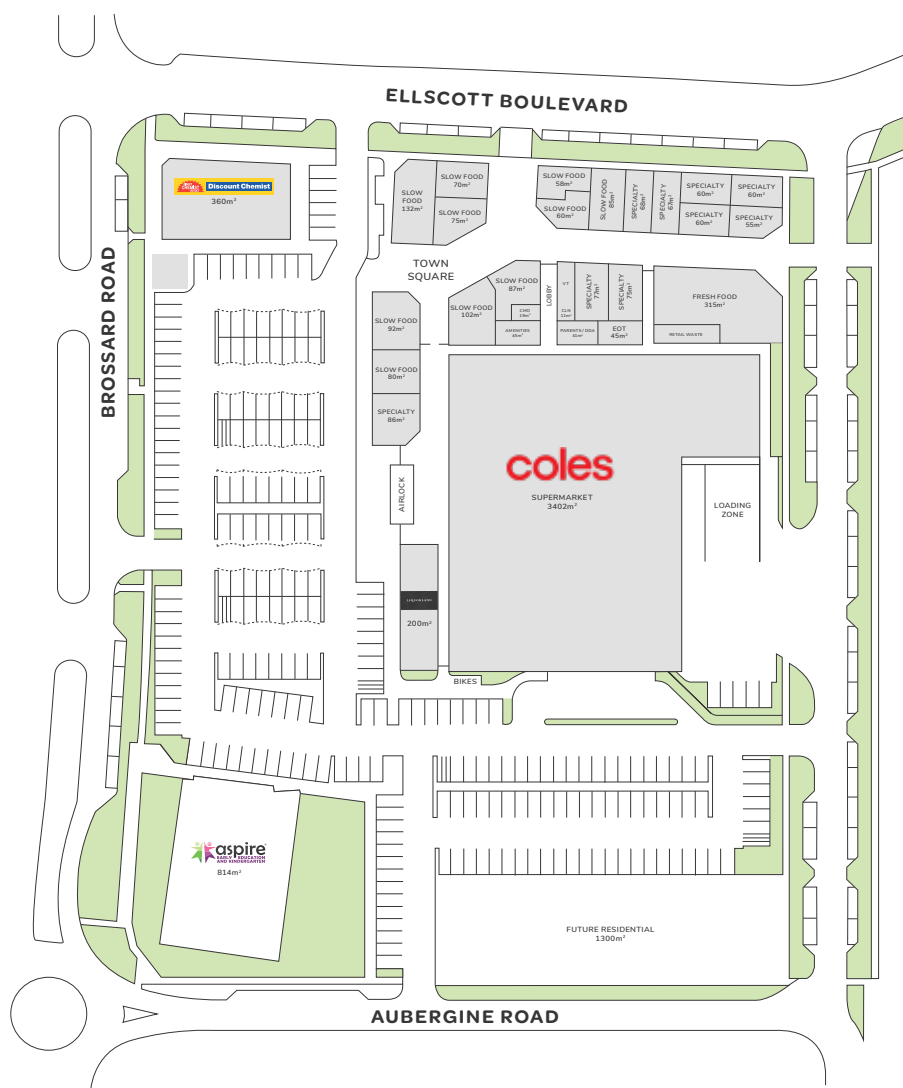 ELLSCOTT BOULEVARD
BROSSARD ROAD
Discount Chemist
360m²
SLOW
FOOD
132m²
SLOW FOOD
70m²
SLOW FOOD
75m²
SLOW FOOD
58m²
SLOW FOOD
60m²
SLOW FOOD
85m²
SPECIALTY
68m²
SPECIALTY
67m²
SPECIALTY
60m²
SPECIALTY
60m²
SPECIALTY
60m²
SPECIALTY
55m²
TOWN
SQUARE
SLOW FOOD
92m²
SLOW FOOD
80m²
SPECIALTY
86m²
SLOW FOOD
102m²
SLOW FOOD
87m²
AMENITIES
LOBBY
SPECIALTY
77m²
SPECIALTY
75m²
PARENTS/ DDA
EOT
45m²
FRESH FOOD
315m²
RETAIL WASTE
coles
SUPERMARKET
3402m²
AIRLOCK
LOADING
ZONE
200m²
BIKES
aspire
EARLY EDUCATION
AND KINDERGARTEN
814m²
FUTURE RESIDENTIAL
1300m²
AUBERGINE ROAD